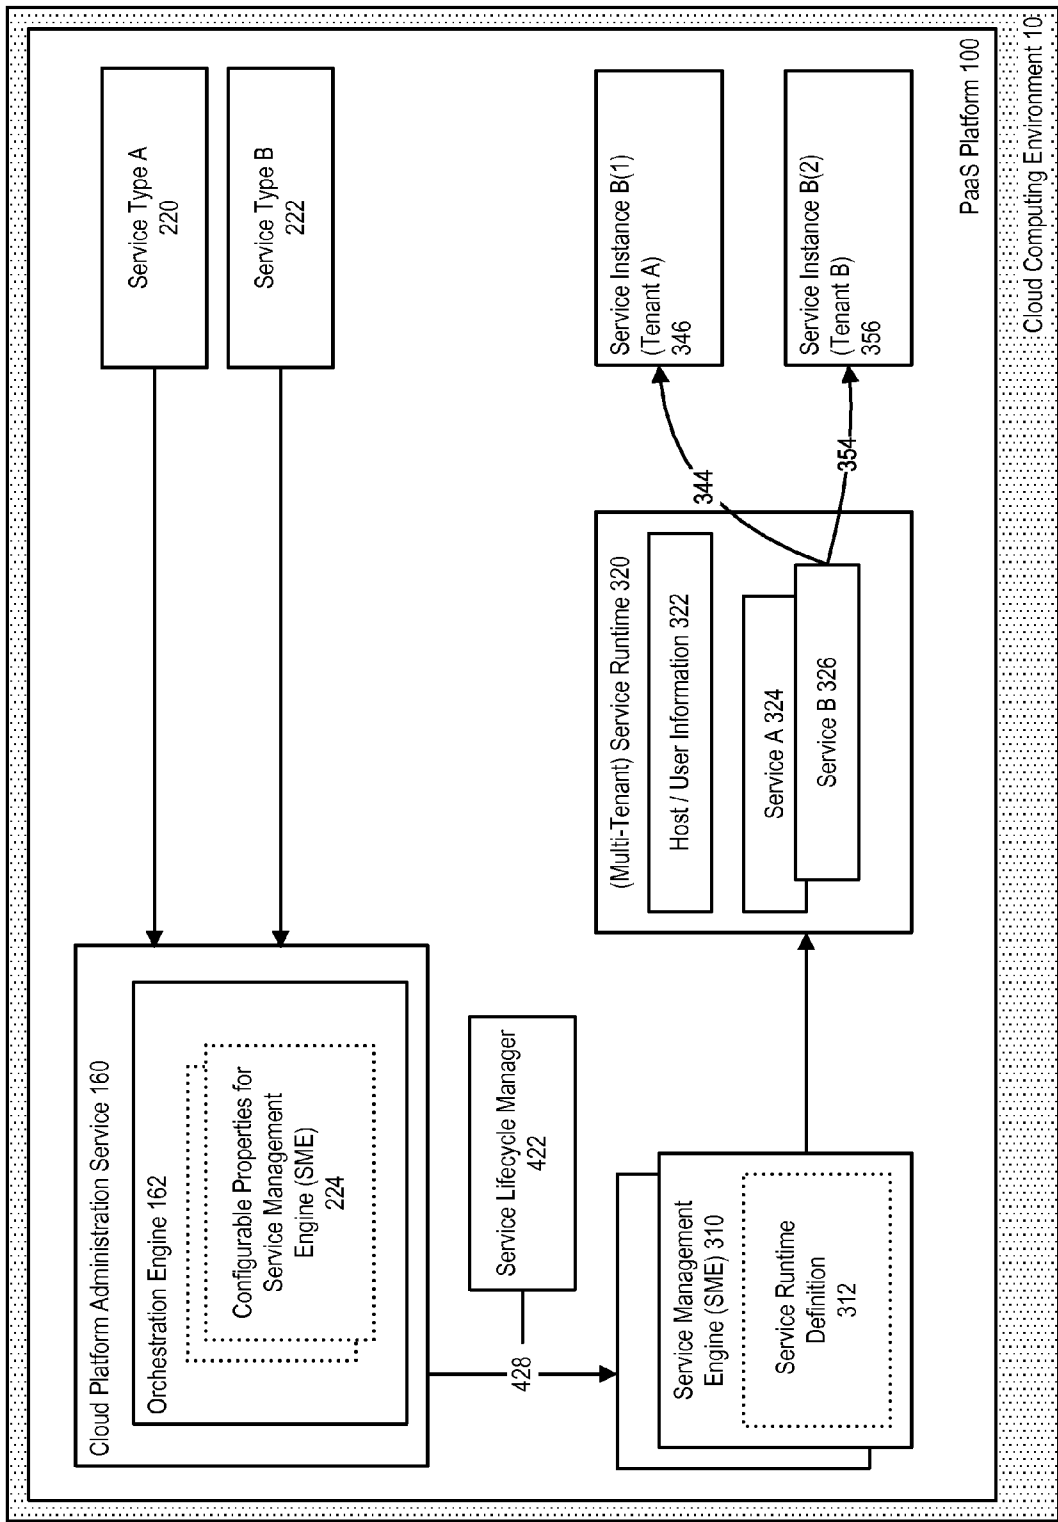 Cloud Platform Administration Service 160
Orchestration Engine 162
Configurable Properties for
Service Management
Engine (SME)
224
Service Type A
220
Service Type B
222
Service Lifecycle Manager
422
428
Service Management
Engine (SME) 310
Service Runtime
Definition
312
(Multi-Tenant) Service Runtime 320
Host / User Information 322
Service A 324
Service B 326
344
354
Service Instance B(1)
(Tenant A)
346
Service Instance B(2)
(Tenant B)
356
PaaS Platform 100
Cloud Computing Environment 10